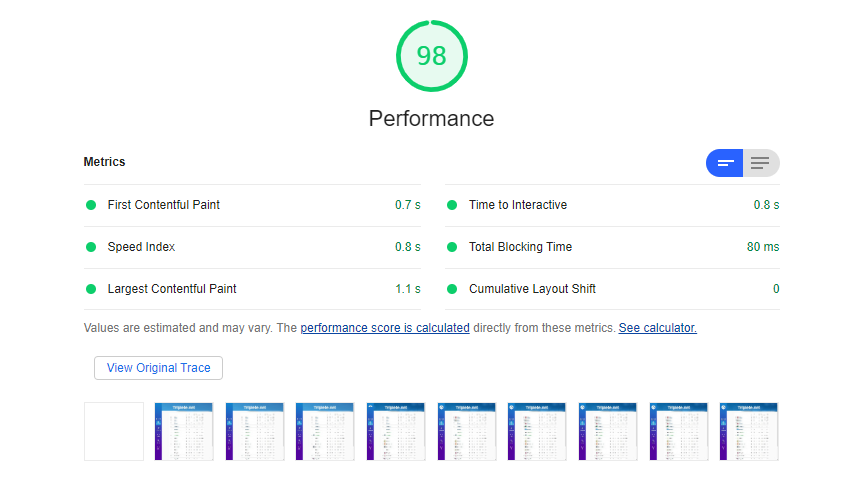 98
Performance
Metrics
First Contentful Paint 0.7 s
Time to Interactive 0.8 s
Speed Index 0.8 s
Total Blocking Time 80 ms
Largest Contentful Paint 1.1 s
Cumulative Layout Shift 0
Values are estimated and may vary. The performance score is calculated directly from these metrics. See calculator.
View Original Trace